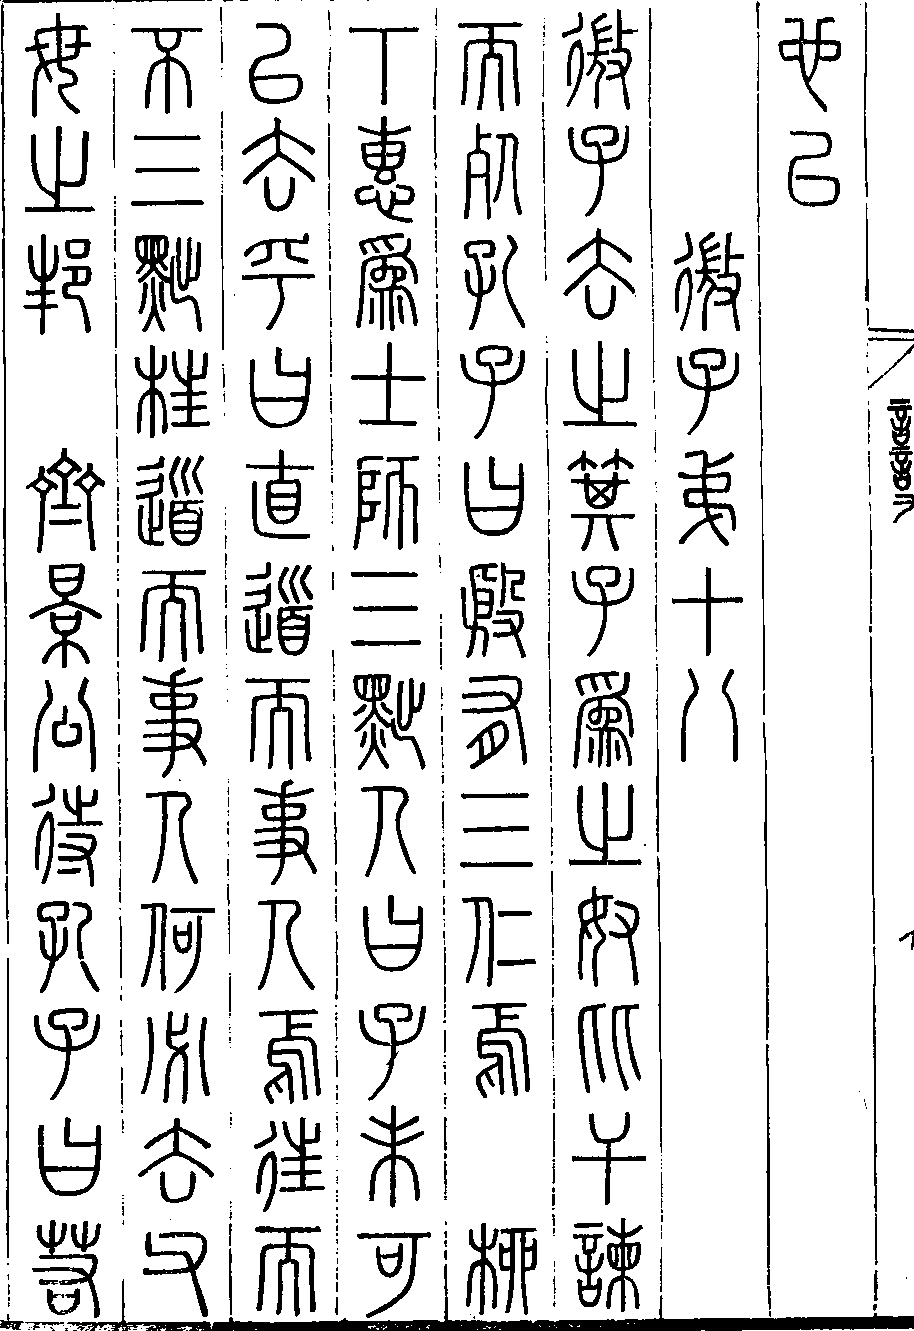 也已
微子弟十八
微子去之箕子為之奴比干諫
而死孔子曰殷有三仁焉　柳
下惠為士師三黜人曰子未可
以去乎曰直道而事人焉往而
不三黜枉道而事人何必去父
母之邦　齊景公待孔子曰若